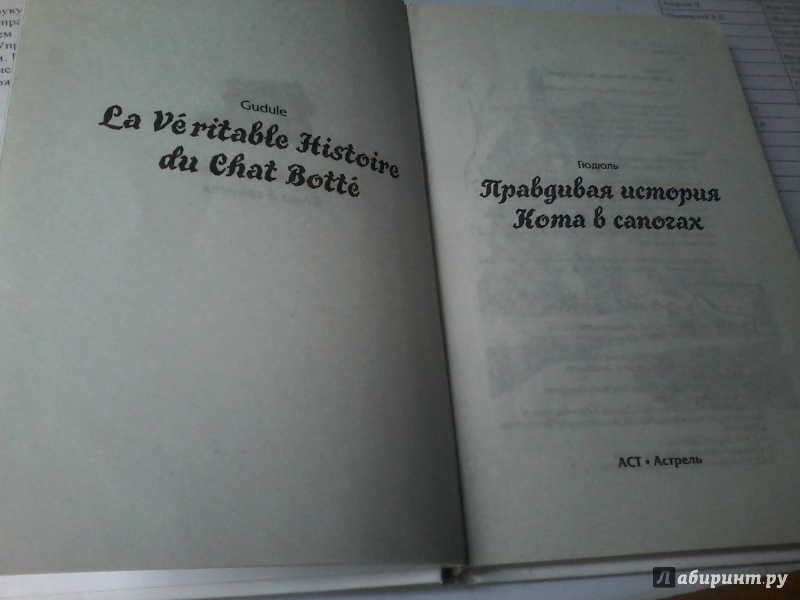 Gudule
La Véritable Histoire
du Chat Botté
Гюдюль
Правдивая история
Кота в сапогах
АСТ • Астрель
Лабиринт.ру